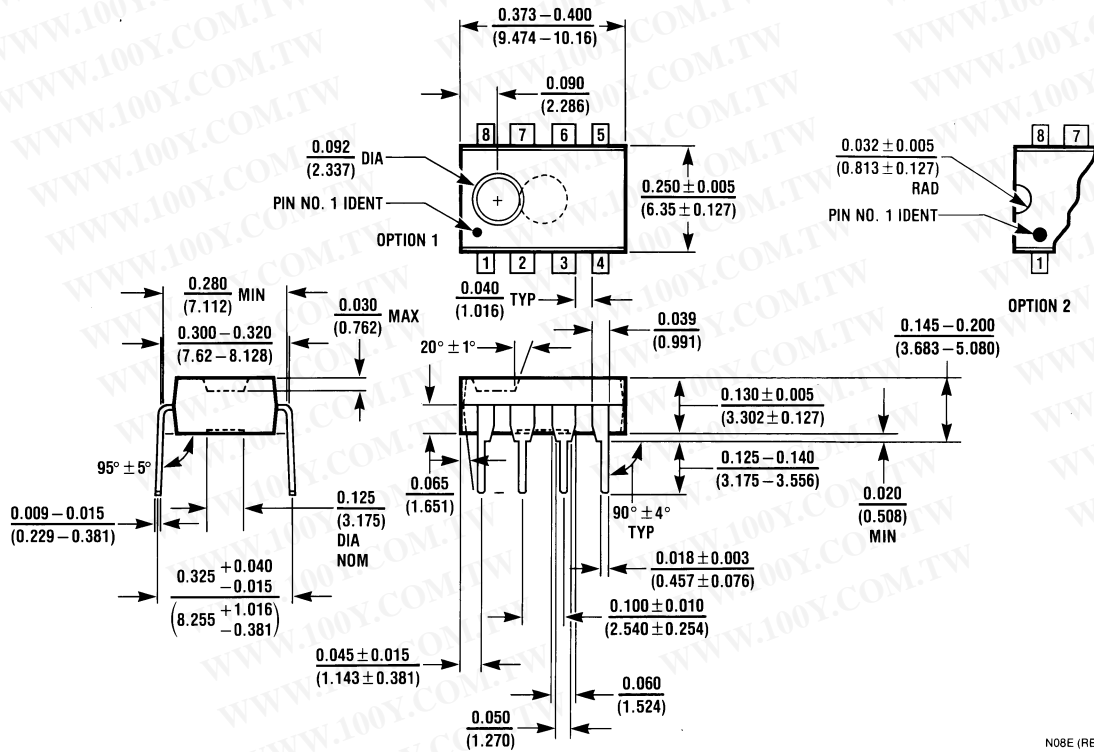 0.373 – 0.400
(9.474 – 10.16)
0.090
(2.286)
8 7 6 5
0.092
(2.337)
DIA
PIN NO. 1 IDENT
OPTION 1
0.250 ± 0.005
(6.35 ± 0.127)
1 2 3 4
8 7
0.032 ± 0.005
(0.813 ± 0.127)
RAD
PIN NO. 1 IDENT
1
OPTION 2
0.280
(7.112)
MIN
0.300 – 0.320
(7.62 – 8.128)
0.030
(0.762)
MAX
0.040
(1.016)
TYP
0.039
(0.991)
20° ± 1°
0.145 – 0.200
(3.683 – 5.080)
0.130 ± 0.005
(3.302 ± 0.127)
0.125 – 0.140
(3.175 – 3.556)
0.020
(0.508)
MIN
95° ± 5°
0.065
(1.651)
90° ± 4°
TYP
0.009 – 0.015
(0.229 – 0.381)
0.125
(3.175)
DIA
NOM
0.018 ± 0.003
(0.457 ± 0.076)
0.325 +0.040 −0.015
(8.255 +1.016 −0.381)
0.100 ± 0.010
(2.540 ± 0.254)
0.045 ± 0.015
(1.143 ± 0.381)
0.060
(1.524)
0.050
(1.270)
N08E (RE
WWW.100Y.COM.TW